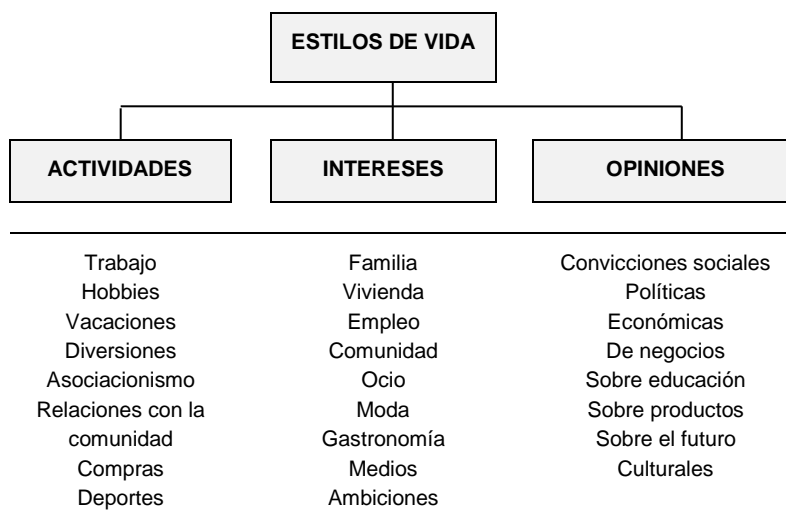 ESTILOS DE VIDA
ACTIVIDADES
INTERESES
OPINIONES
Trabajo
Hobbies
Vacaciones
Diversiones
Asociacionismo
Relaciones con la
comunidad
Compras
Deportes
Familia
Vivienda
Empleo
Comunidad
Ocio
Moda
Gastronomía
Medios
Ambiciones
Convicciones sociales
Políticas
Económicas
De negocios
Sobre educación
Sobre productos
Sobre el futuro
Culturales